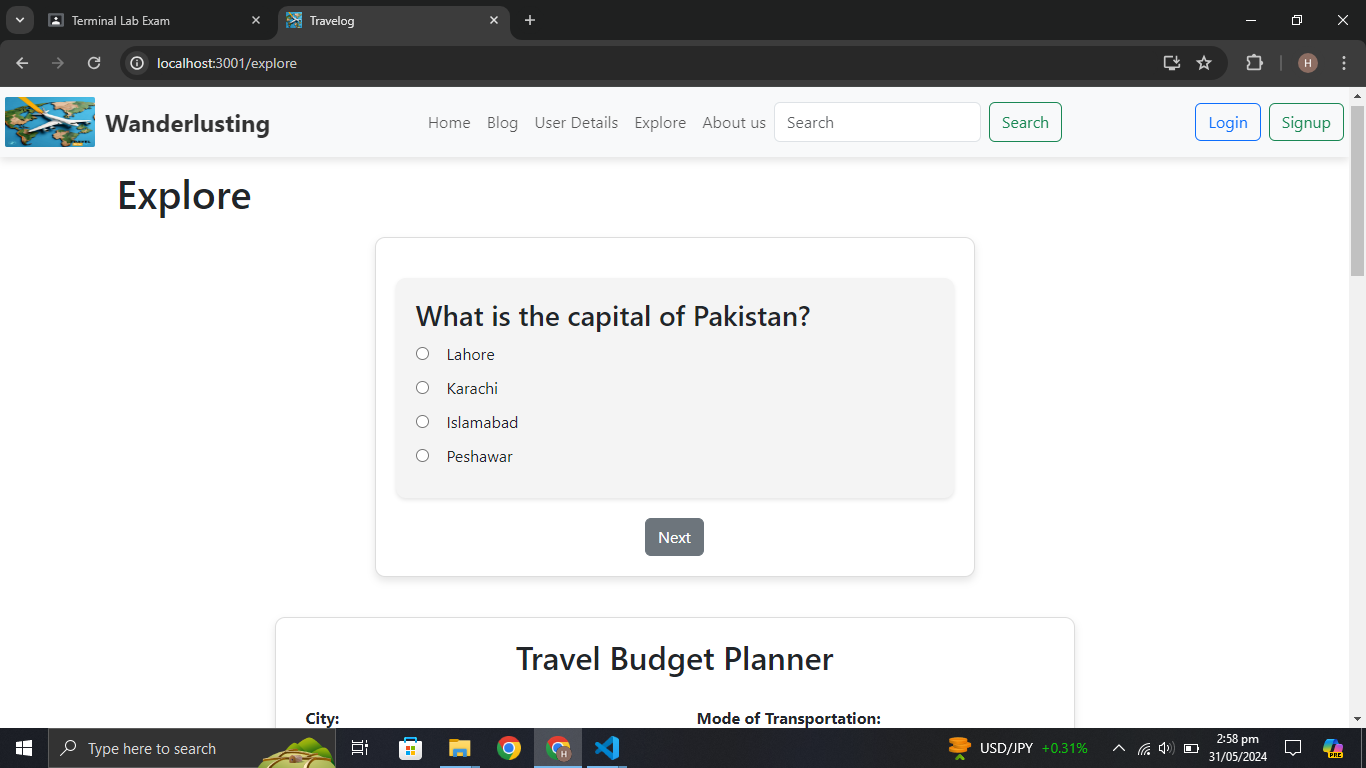 Terminal Lab Exam
Travelog
localhost:3001/explore
H
Wanderlusting
Home Blog User Details Explore About us Search Search Login Signup
Explore
What is the capital of Pakistan?
Lahore
Karachi
Islamabad
Peshawar
Next
Travel Budget Planner
City: Mode of Transportation:
Type here to search
H
USD/JPY +0.31%
2:58 pm
31/05/2024
PRE